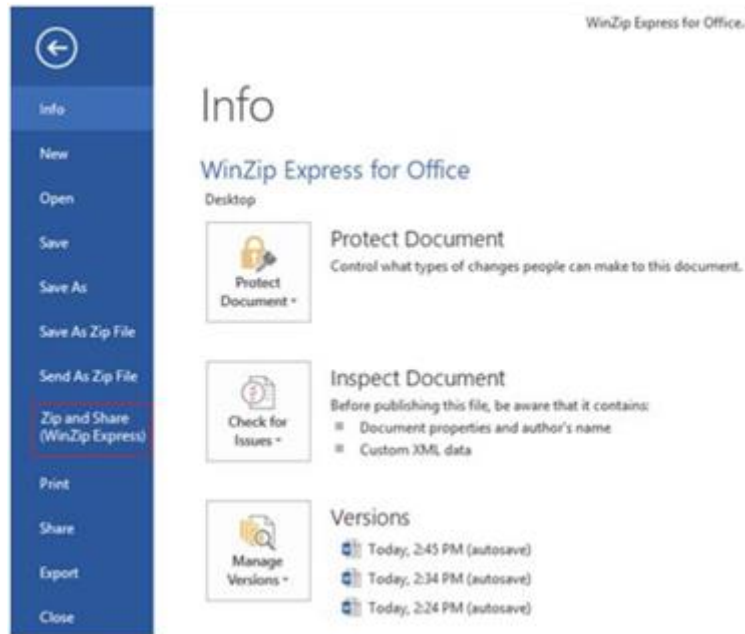 WinZip Express for Office.
Info
New
Open
Save
Save As
Save As Zip File
Send As Zip File
Zip and Share
(WinZip Express)
Print
Share
Export
Close
Info
WinZip Express for Office
Desktop
Protect
Document
Protect Document
Control what types of changes people can make to this document.
Check for
Issues
Inspect Document
Before publishing this file, be aware that it contains:
Document properties and author's name
Custom XML data
Manage
Versions
Versions
Today, 2:45 PM (autosave)
Today, 2:34 PM (autosave)
Today, 2:24 PM (autosave)